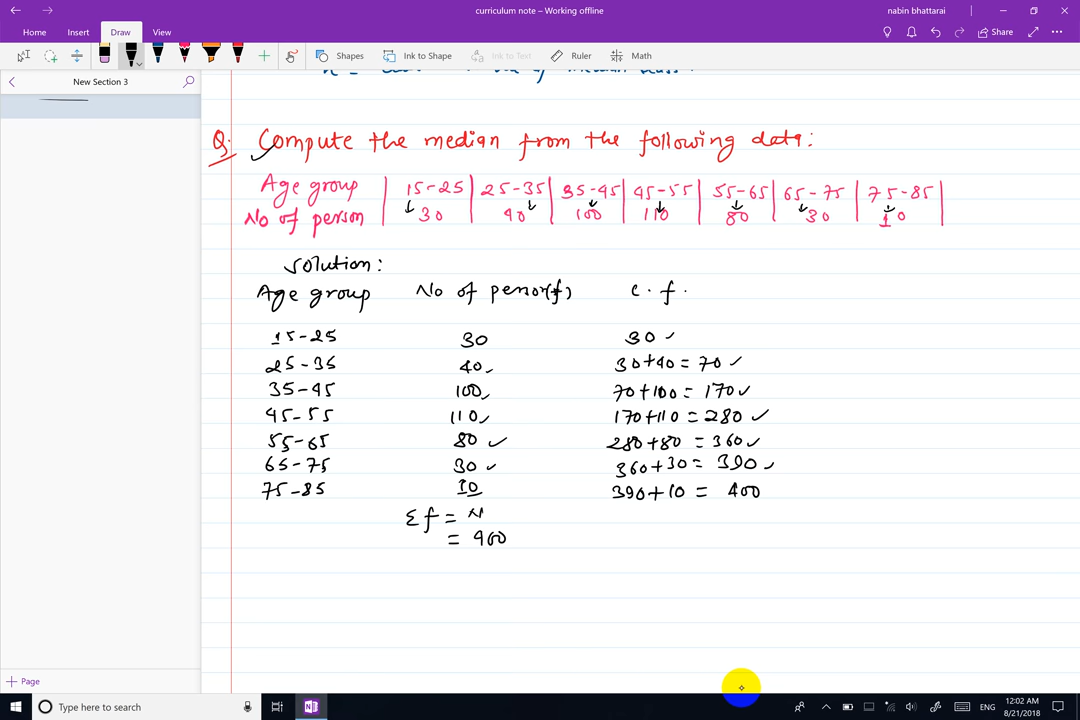 curriculum note – Working offline
nabin bhattarai
Home Insert Draw View
Share
Shapes Ink to Shape Ink to Text Ruler Math
New Section 3
Q. Compute the median from the following data:
Age group 15-25 25-35 35-45 45-55 55-65 65-75 75-85
No of person 30 40 100 110 80 30 10
Solution:
Age group No of person(f) c.f.
15-25 30 30
25-35 40 30+40=70
35-45 100 70+100=170
45-55 110 170+110=280
55-65 80 280+80=360
65-75 30 360+30=390
75-85 10 390+10=400
Σf = N
= 400
Page
Type here to search
ENG
12:02 AM
8/21/2018